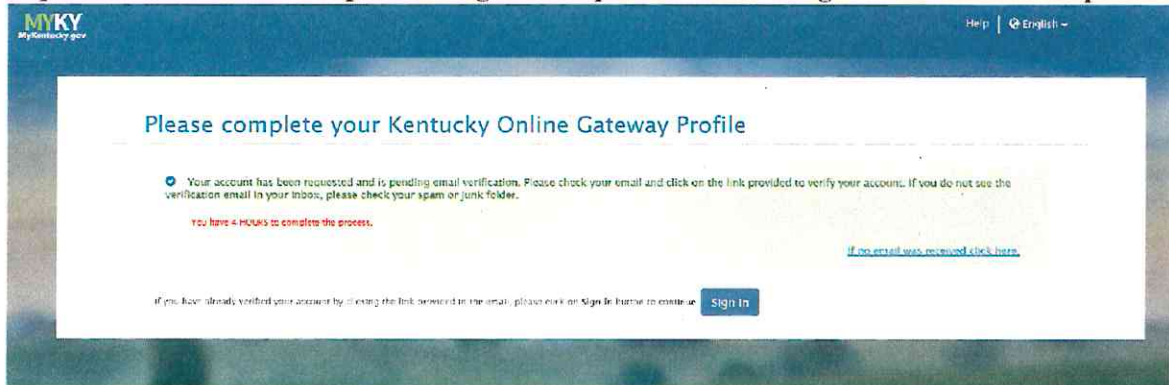 MYKY
MyKentucky.gov
Help | English
Please complete your Kentucky Online Gateway Profile
Your account has been requested and is pending email verification. Please check your email and click on the link provided to verify your account. If you do not see the
verification email in your inbox, please check your spam or junk folder.
You have 4 HOURS to complete the process.
If no email was received click here.
If you have already verified your account by clicking the link provided in the email, please click on Sign In button to continue Sign In